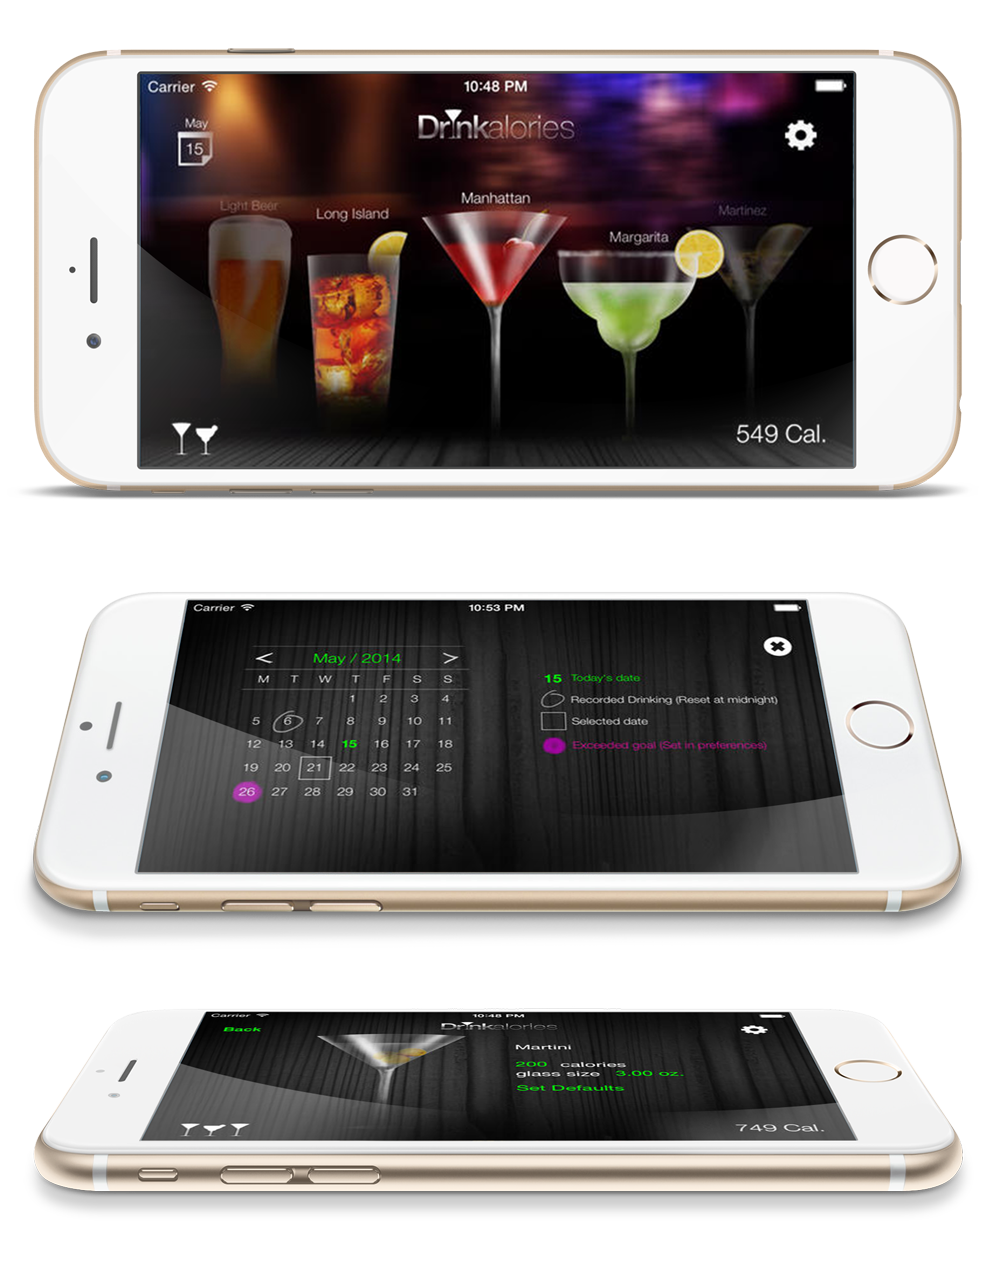 Carrier 10:48 PM
May
15
Drinkalories
Light Beer
Long Island
Manhattan
Margarita
Martinez
549 Cal.
Carrier 10:53 PM
< May / 2014 >
M T W T F S S
1 2 3 4
5 6 7 8 9 10 11
12 13 14 15 16 17 18
19 20 21 22 23 24 25
26 27 28 29 30 31
15 Today's date
Recorded Drinking (Reset at midnight)
Selected date
Exceeded goal (Set in preferences)
Carrier 10:48 PM
Back
Drinkalories
Martini
200 calories
glass size 3.00 oz.
Set Defaults
749 Cal.